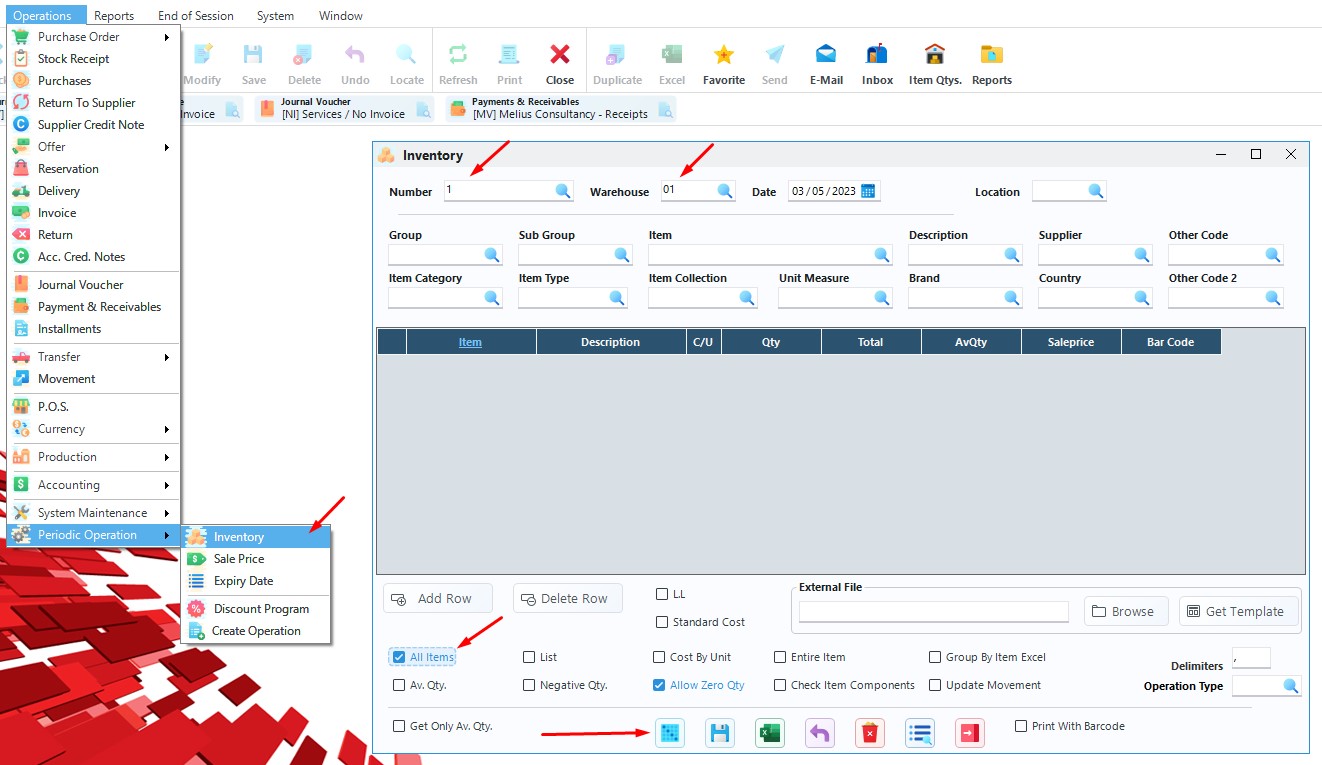 Operations Reports End of Session System Window
Modify Save Delete Undo Locate Refresh Print Close Duplicate Excel Favorite Send E-Mail Inbox Item Qtys. Reports
Invoice
Journal Voucher
[NI] Services / No Invoice
Payments & Receivables
[MV] Melius Consultancy - Receipts
Purchase Order
Stock Receipt
Purchases
Return To Supplier
Supplier Credit Note
Offer
Reservation
Delivery
Invoice
Return
Acc. Cred. Notes
Journal Voucher
Payment & Receivables
Installments
Transfer
Movement
P.O.S.
Currency
Production
Accounting
System Maintenance
Periodic Operation
Inventory
Sale Price
Expiry Date
Discount Program
Create Operation
Inventory
Number 1 Warehouse 01 Date 03 / 05 / 2023 Location
Group Sub Group Item Description Supplier Other Code
Item Category Item Type Item Collection Unit Measure Brand Country Other Code 2
Item Description C/U Qty Total AvQty Saleprice Bar Code
Add Row Delete Row
LL
Standard Cost
External File
Browse Get Template
All Items List Cost By Unit Entire Item Group By Item Excel
Delimiters ,
Av. Qty. Negative Qty. Allow Zero Qty Check Item Components Update Movement
Operation Type
Get Only Av. Qty. Print With Barcode